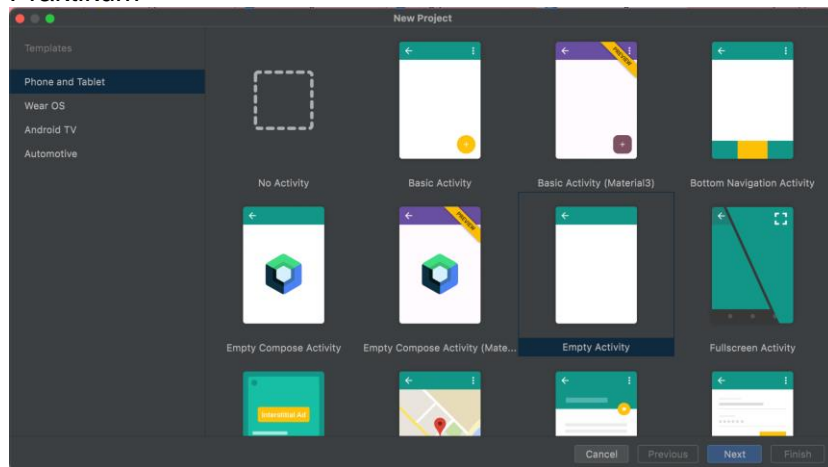 New Project
Templates
Phone and Tablet
Wear OS
Android TV
Automotive
No Activity
PREVIEW
Basic Activity
Basic Activity (Material3)
Bottom Navigation Activity
PREVIEW
Empty Compose Activity
Empty Compose Activity (Mate...
Empty Activity
Fullscreen Activity
Interstitial Ad
Cancel
Previous
Next
Finish